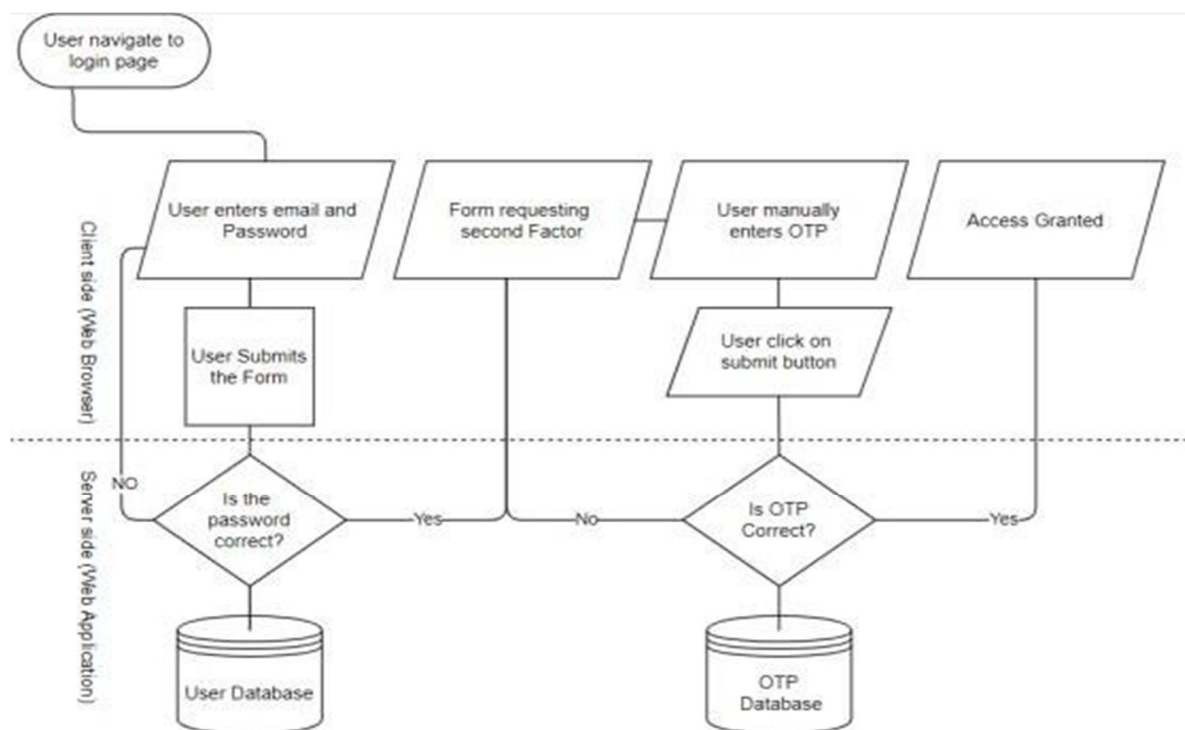 User navigate to
login page
User enters email and
Password
Form requesting
second Factor
User manually
enters OTP
Access Granted
Client side (Web Browser)
User Submits
the Form
User click on
submit button
Server side (Web Application)
NO
Is the
password
correct?
Yes
No
Is OTP
Correct?
Yes
User Database
OTP
Database